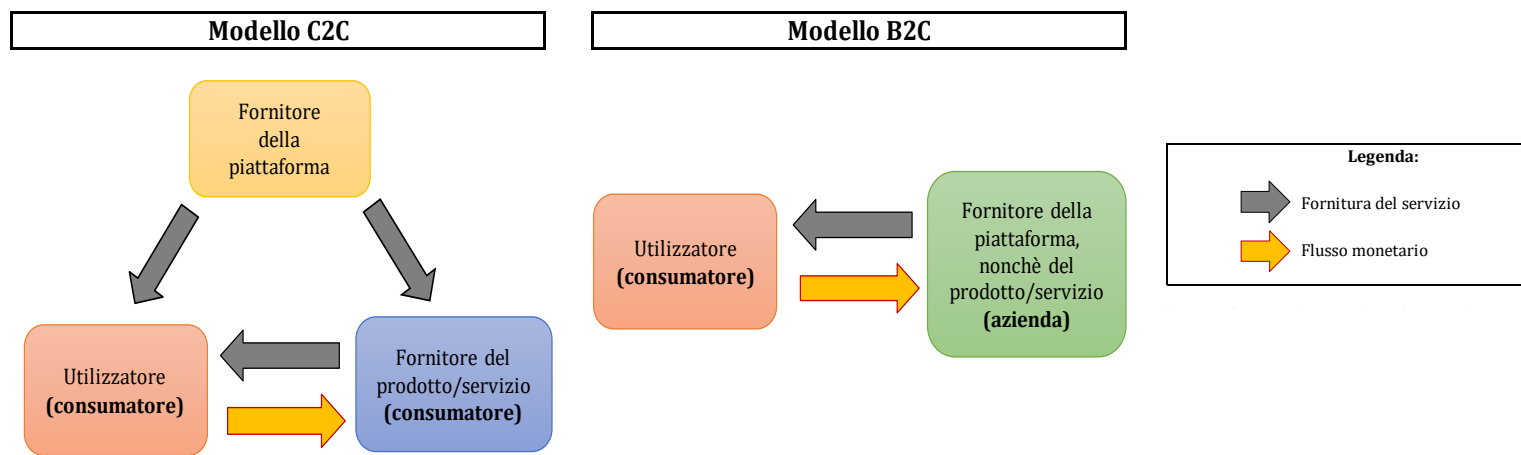 Modello C2C
Fornitore
della
piattaforma
Utilizzatore
(consumatore)
Fornitore del
prodotto/servizio
(consumatore)
Modello B2C
Utilizzatore
(consumatore)
Fornitore della
piattaforma,
nonchè del
prodotto/servizio
(azienda)
Legenda:
Fornitura del servizio
Flusso monetario